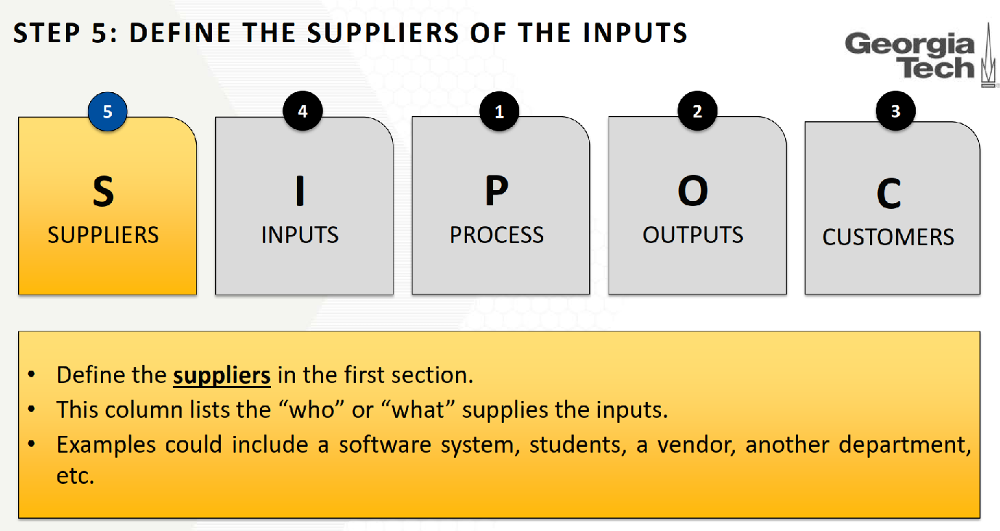 STEP 5: DEFINE THE SUPPLIERS OF THE INPUTS
Georgia
Tech
5
4
1
2
3
S
I
P
O
C
SUPPLIERS
INPUTS
PROCESS
OUTPUTS
CUSTOMERS
• Define the suppliers in the first section.
• This column lists the “who” or “what” supplies the inputs.
• Examples could include a software system, students, a vendor, another department,
etc.